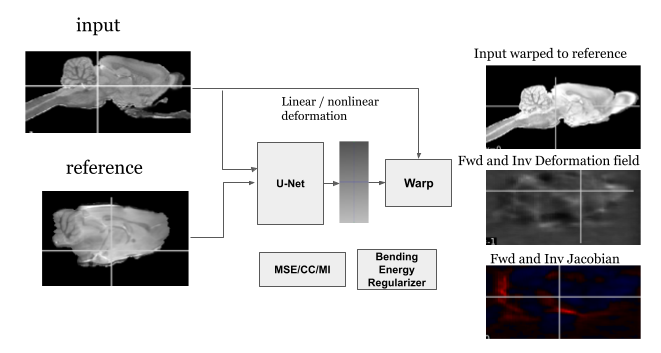 input
Input warped to reference
Linear / nonlinear
deformation
reference
Fwd and Inv Deformation field
U-Net
Warp
MSE/CC/MI
Bending
Energy
Regularizer
Fwd and Inv Jacobian